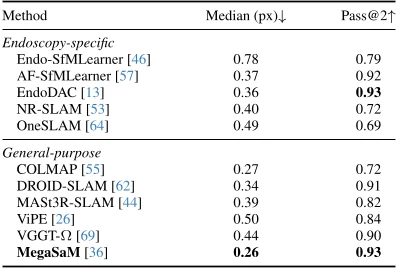 Method Median (px)↓ Pass@2↑
Endoscopy-specific
Endo-SfMLearner [46] 0.78 0.79
AF-SfMLearner [57] 0.37 0.92
EndoDAC [13] 0.36 0.93
NR-SLAM [53] 0.40 0.72
OneSLAM [64] 0.49 0.69
General-purpose
COLMAP [55] 0.27 0.72
DROID-SLAM [62] 0.34 0.91
MASt3R-SLAM [44] 0.39 0.82
ViPE [26] 0.50 0.84
VGGT-Ω [69] 0.44 0.90
MegaSaM [36] 0.26 0.93